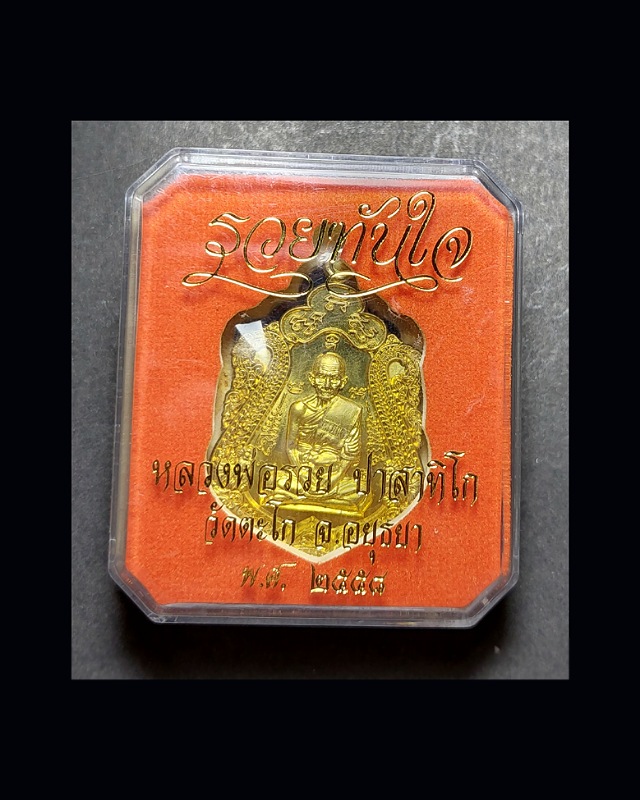 รวยทันใจ
หลวงพ่อรวย ปาสาทิโก
วัดตะโก จ.อยุธยา
พ.ศ. ๒๕๕๘